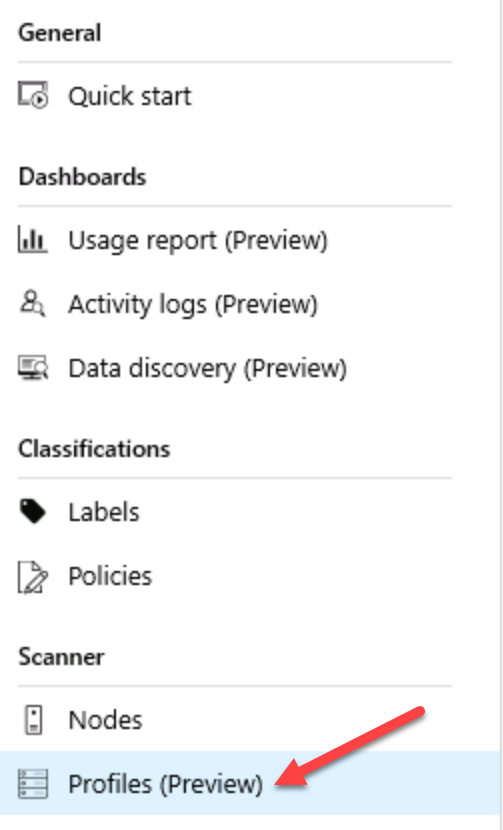 General
Quick start
Dashboards
Usage report (Preview)
Activity logs (Preview)
Data discovery (Preview)
Classifications
Labels
Policies
Scanner
Nodes
Profiles (Preview)